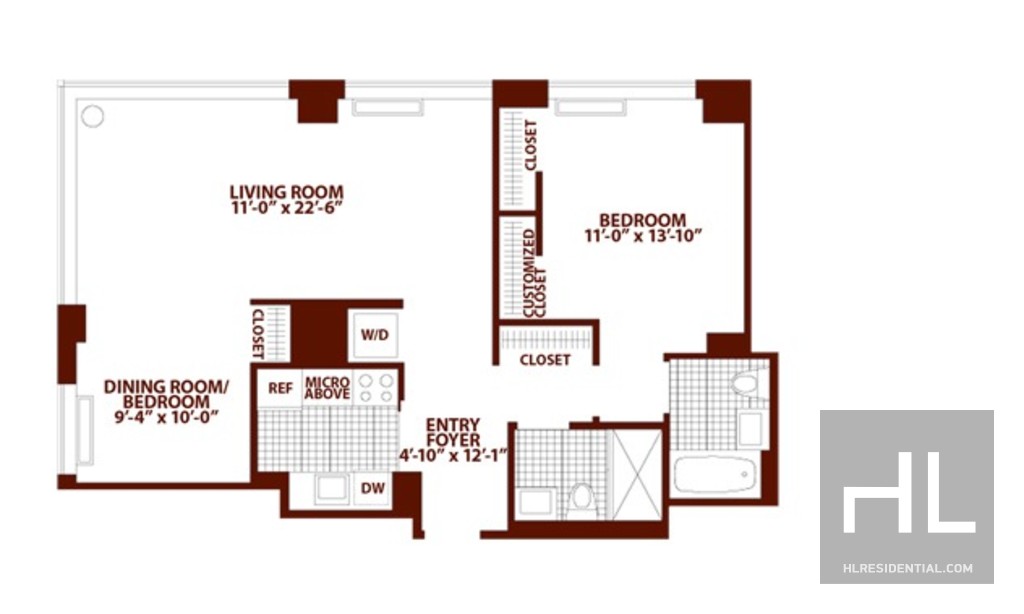 LIVING ROOM
11'-0" x 22'-6"
CLOSET
CUSTOMIZED
CLOSET
BEDROOM
11'-0" x 13'-10"
CLOSET
W/D
CLOSET
DINING ROOM/
BEDROOM
9'-4" x 10'-0"
REF
MICRO
ABOVE
ENTRY
FOYER
4'-10" x 12'-1"
DW
HL
HLRESIDENTIAL.COM